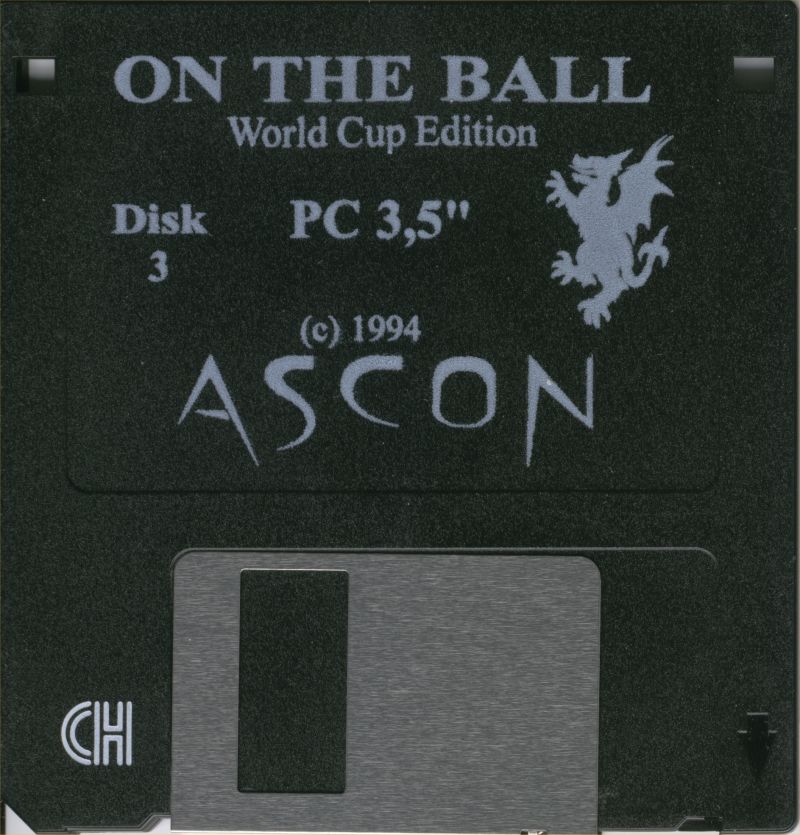 ON THE BALL
World Cup Edition
Disk
3
PC 3,5"
(c) 1994
ASCON
CH